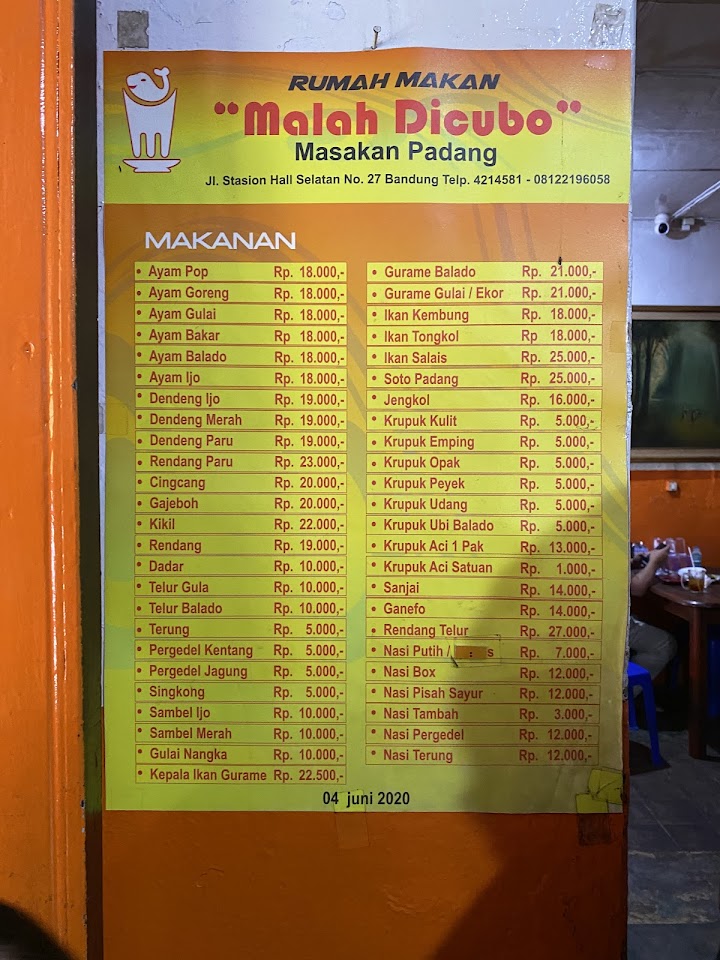 RUMAH MAKAN
"Malah Dicubo"
Masakan Padang
Jl. Stasion Hall Selatan No. 27 Bandung Telp. 4214581 - 08122196058
MAKANAN
• Ayam Pop Rp. 18.000,-
• Ayam Goreng Rp. 18.000,-
• Ayam Gulai Rp. 18.000,-
• Ayam Bakar Rp. 18.000,-
• Ayam Balado Rp. 18.000,-
• Ayam Ijo Rp. 18.000,-
• Dendeng Ijo Rp. 19.000,-
• Dendeng Merah Rp. 19.000,-
• Dendeng Paru Rp. 19.000,-
• Rendang Paru Rp. 23.000,-
• Cingcang Rp. 20.000,-
• Gajeboh Rp. 20.000,-
• Kikil Rp. 22.000,-
• Rendang Rp. 19.000,-
• Dadar Rp. 10.000,-
• Telur Gula Rp. 10.000,-
• Telur Balado Rp. 10.000,-
• Terung Rp. 5.000,-
• Pergedel Kentang Rp. 5.000,-
• Pergedel Jagung Rp. 5.000,-
• Singkong Rp. 5.000,-
• Sambel Ijo Rp. 10.000,-
• Sambel Merah Rp. 10.000,-
• Gulai Nangka Rp. 10.000,-
• Kepala Ikan Gurame Rp. 22.500,-
• Gurame Balado Rp. 21.000,-
• Gurame Gulai / Ekor Rp. 21.000,-
• Ikan Kembung Rp. 18.000,-
• Ikan Tongkol Rp 18.000,-
• Ikan Salais Rp. 25.000,-
• Soto Padang Rp. 25.000,-
• Jengkol Rp. 16.000,-
• Krupuk Kulit Rp. 5.000,-
• Krupuk Emping Rp. 5.000,-
• Krupuk Opak Rp. 5.000,-
• Krupuk Peyek Rp. 5.000,-
• Krupuk Udang Rp. 5.000,-
• Krupuk Ubi Balado Rp. 5.000,-
• Krupuk Aci 1 Pak Rp. 13.000,-
• Krupuk Aci Satuan Rp. 1.000,-
• Sanjai Rp. 14.000,-
• Ganefo Rp. 14.000,-
• Rendang Telur Rp. 27.000,-
• Nasi Putih / Rp. 7.000,-
• Nasi Box Rp. 12.000,-
• Nasi Pisah Sayur Rp. 12.000,-
• Nasi Tambah Rp. 3.000,-
• Nasi Pergedel Rp. 12.000,-
• Nasi Terung Rp. 12.000,-
04 juni 2020